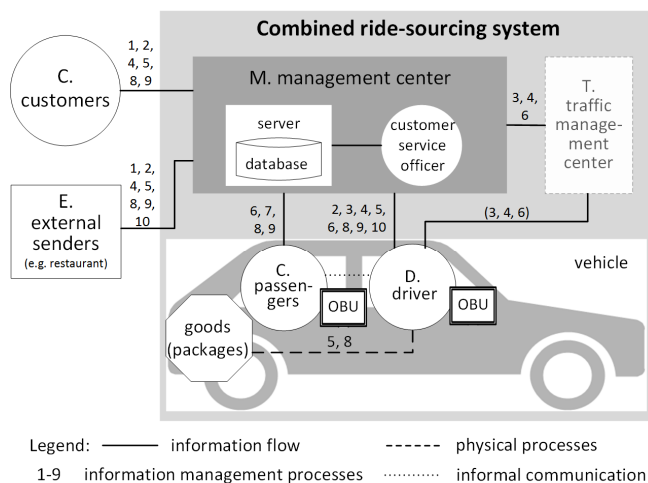 Combined ride-sourcing system
1, 2,
4, 5,
8, 9
C.
customers
M. management center
server
database
customer
service
officer
3, 4,
6
T.
traffic
manage-
ment
center
1, 2,
4, 5,
8, 9,
10
E.
external
senders
(e.g. restaurant)
6, 7,
8, 9
2, 3, 4, 5,
6, 8, 9, 10
(3, 4, 6)
vehicle
C.
passen-
gers
OBU
D.
driver
OBU
goods
(packages)
5, 8
Legend: information flow physical processes
1-9 information management processes informal communication